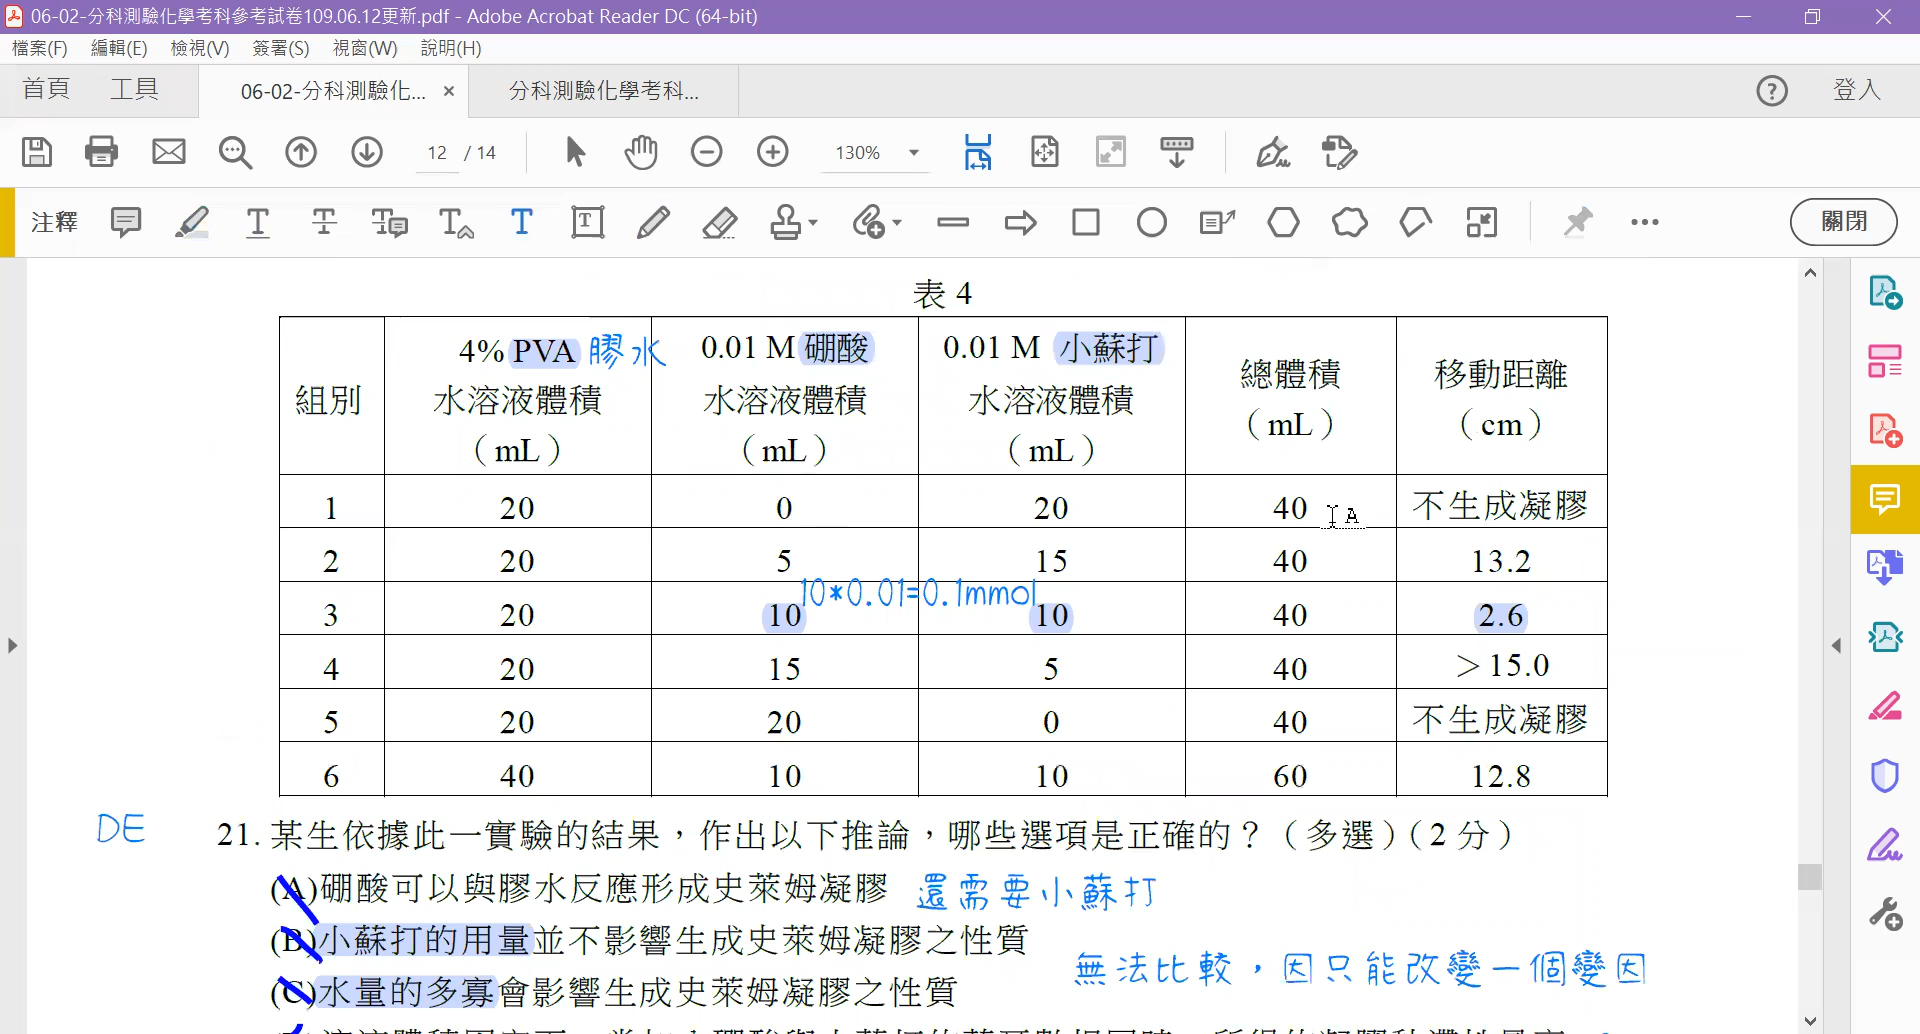 06-02-分科測驗化學考科參考試卷109.06.12更新.pdf - Adobe Acrobat Reader DC (64-bit)
檔案(F) 編輯(E) 檢視(V) 簽署(S) 視窗(W) 說明(H)
首頁 工具 06-02-分科測驗化... × 分科測驗化學考科... 登入
12 / 14 130%
注釋 關閉
表 4
組別 4% PVA 膠水 水溶液體積 (mL) 0.01 M 硼酸 水溶液體積 (mL) 0.01 M 小蘇打 水溶液體積 (mL) 總體積 (mL) 移動距離 (cm)
1 20 0 20 40 不生成凝膠
2 20 5 15 40 13.2
10*0.01=0.1mmol
3 20 10 10 40 2.6
4 20 15 5 40 >15.0
5 20 20 0 40 不生成凝膠
6 40 10 10 60 12.8
DE 21. 某生依據此一實驗的結果，作出以下推論，哪些選項是正確的？（多選）（2 分）
(A)硼酸可以與膠水反應形成史萊姆凝膠 還需要小蘇打
(B)小蘇打的用量並不影響生成史萊姆凝膠之性質
無法比較，因只能改變一個變因
(C)水量的多寡會影響生成史萊姆凝膠之性質